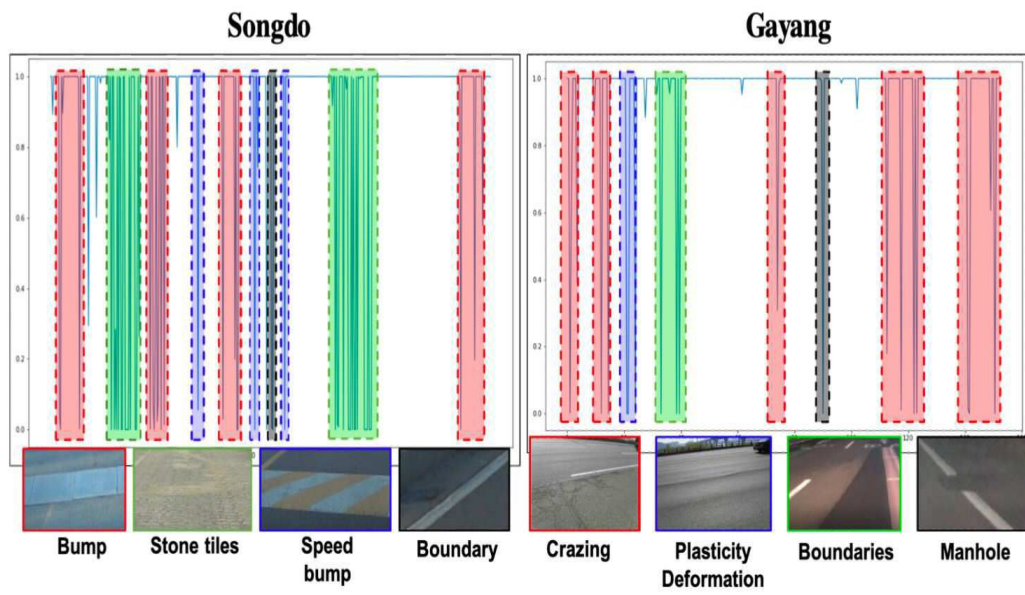 Songdo
Gayang
1.0
0.8
0.6
0.4
0.2
0.0
1.0
0.8
0.6
0.4
0.2
0.0
120
Bump
Stone tiles
Speed
bump
Boundary
Crazing
Plasticity
Deformation
Boundaries
Manhole